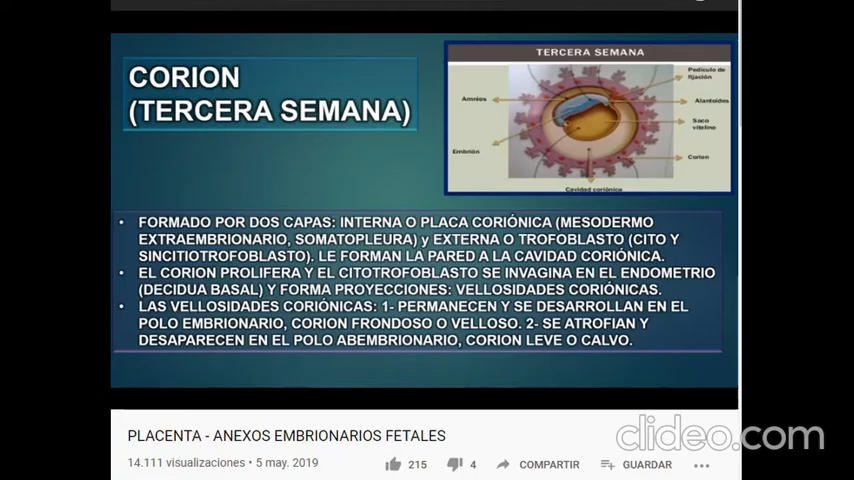 CORION
(TERCERA SEMANA)
TERCERA SEMANA
Pedículo de
fijación
Amnios
Alantoides
Saco
vitelino
Embrión
Corion
Cavidad coriónica
• FORMADO POR DOS CAPAS: INTERNA O PLACA CORIÓNICA (MESODERMO
EXTRAEMBRIONARIO, SOMATOPLEURA) y EXTERNA O TROFOBLASTO (CITO Y
SINCITIOTROFOBLASTO). LE FORMAN LA PARED A LA CAVIDAD CORIÓNICA.
• EL CORION PROLIFERA Y EL CITOTROFOBLASTO SE INVAGINA EN EL ENDOMETRIO
(DECIDUA BASAL) Y FORMA PROYECCIONES: VELLOSIDADES CORIÓNICAS.
• LAS VELLOSIDADES CORIÓNICAS: 1- PERMANECEN Y SE DESARROLLAN EN EL
POLO EMBRIONARIO, CORION FRONDOSO O VELLOSO. 2- SE ATROFIAN Y
DESAPARECEN EN EL POLO ABEMBRIONARIO, CORION LEVE O CALVO.
PLACENTA - ANEXOS EMBRIONARIOS FETALES
clideo.com
14.111 visualizaciones • 5 may. 2019
215
4
COMPARTIR
GUARDAR